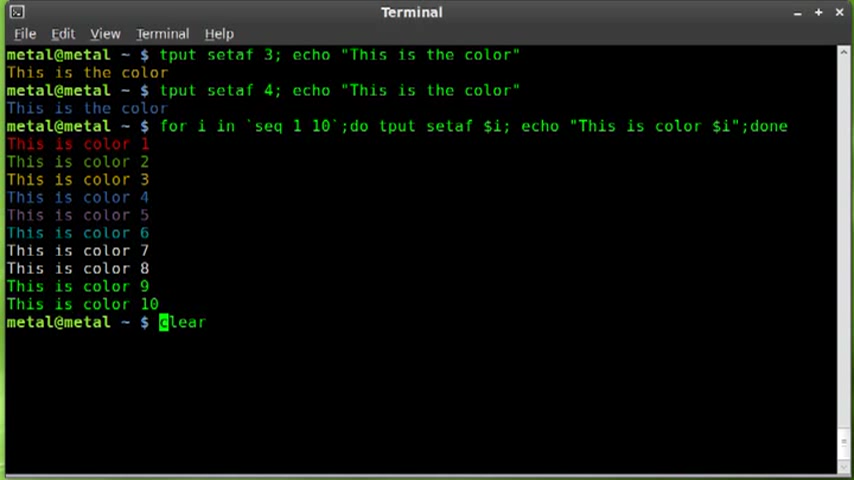 Terminal
File Edit View Terminal Help
metal@metal ~ $ tput setaf 3; echo "This is the color"
This is the color
metal@metal ~ $ tput setaf 4; echo "This is the color"
This is the color
metal@metal ~ $ for i in `seq 1 10`;do tput setaf $i; echo "This is color $i";done
This is color 1
This is color 2
This is color 3
This is color 4
This is color 5
This is color 6
This is color 7
This is color 8
This is color 9
This is color 10
metal@metal ~ $ clear